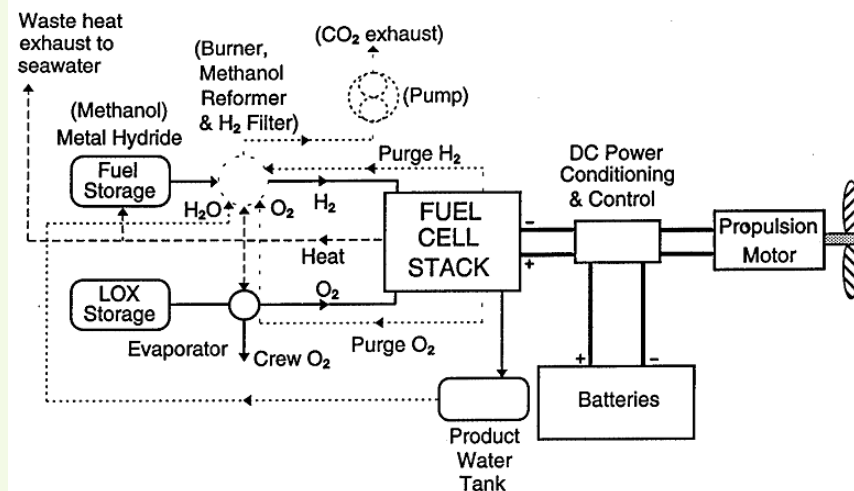 Waste heat
exhaust to
seawater
(Burner,
Methanol
Reformer
& H₂ Filter)
(CO₂ exhaust)
(Pump)
(Methanol)
Metal Hydride
Fuel
Storage
H₂O
O₂
H₂
Purge H₂
FUEL
CELL
STACK
Heat
DC Power
Conditioning
& Control
−
+
Propulsion
Motor
LOX
Storage
O₂
Evaporator
Crew O₂
Purge O₂
+
−
Batteries
Product
Water
Tank